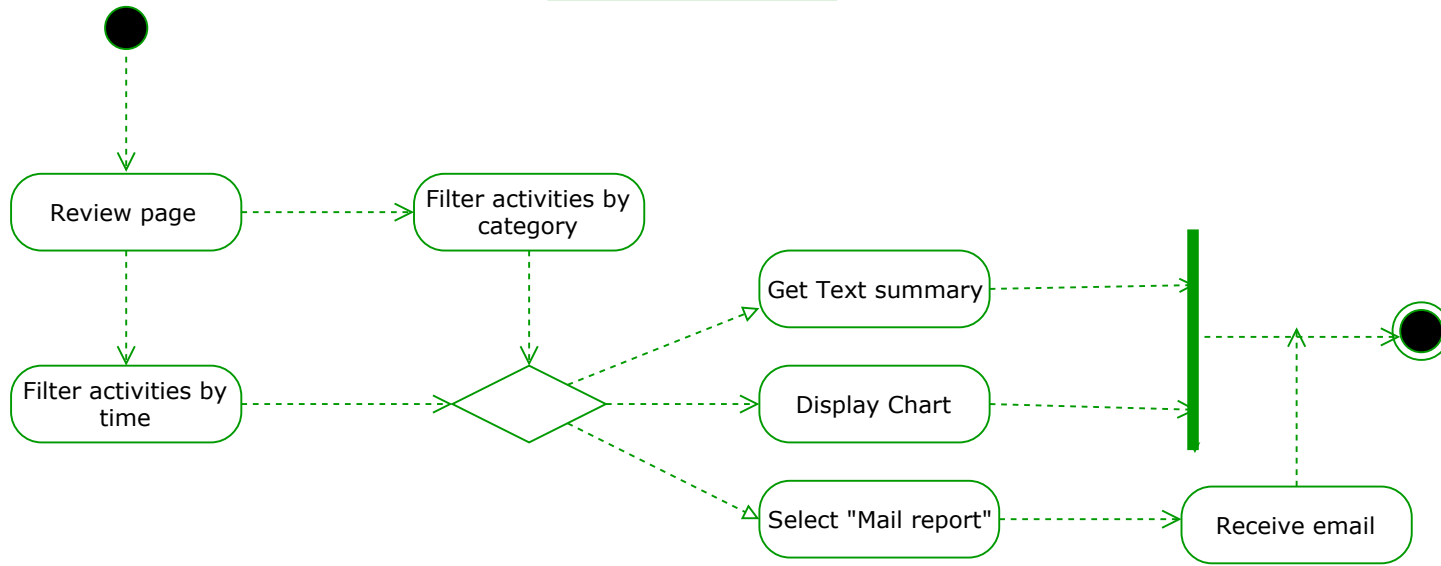 Review page
Filter activities by
category
Get Text summary
Filter activities by
time
Display Chart
Select "Mail report"
Receive email